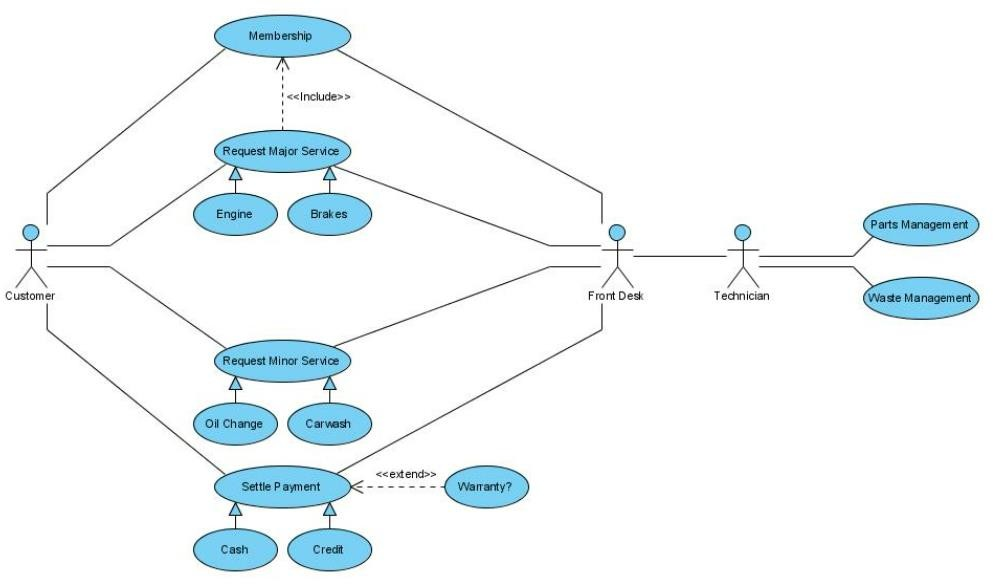 Membership
<<Include>>
Request Major Service
Engine
Brakes
Parts Management
Customer
Front Desk
Technician
Waste Management
Request Minor Service
Oil Change
Carwash
<<extend>>
Settle Payment
Warranty?
Cash
Credit